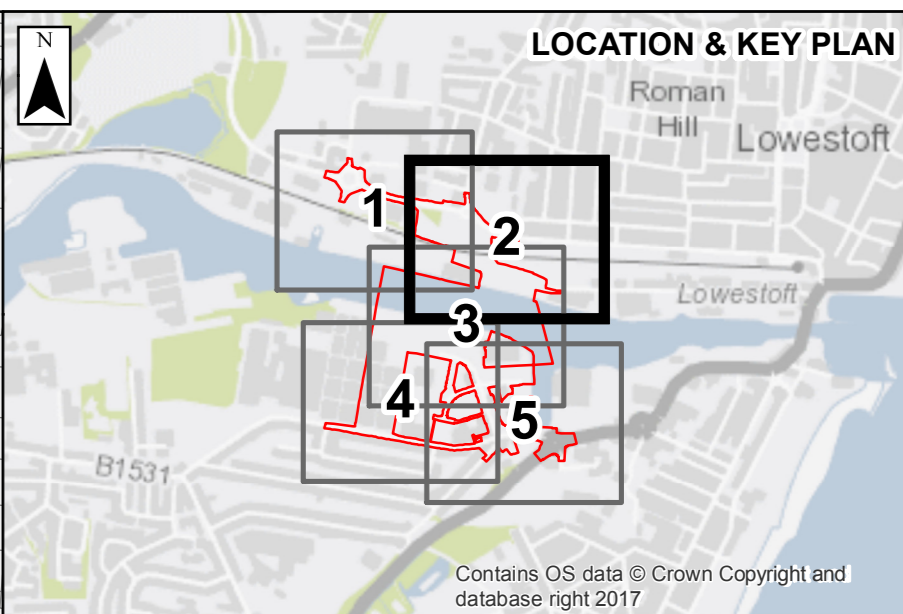 N
LOCATION & KEY PLAN
Roman
Hill
Lowestoft
1
2
Lowestoft
3
4
5
B1531
Contains OS data © Crown Copyright and
database right 2017